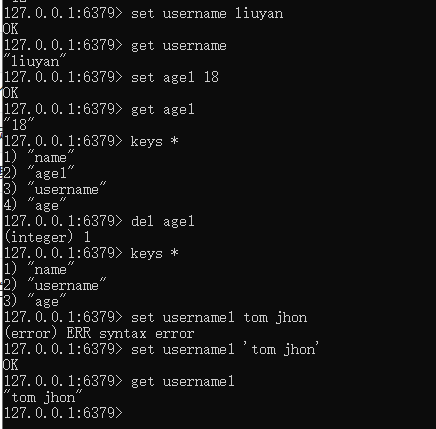 127.0.0.1:6379> set username liuyan
OK
127.0.0.1:6379> get username
"liuyan"
127.0.0.1:6379> set age1 18
OK
127.0.0.1:6379> get age1
"18"
127.0.0.1:6379> keys *
1) "name"
2) "age1"
3) "username"
4) "age"
127.0.0.1:6379> del age1
(integer) 1
127.0.0.1:6379> keys *
1) "name"
2) "username"
3) "age"
127.0.0.1:6379> set username1 tom jhon
(error) ERR syntax error
127.0.0.1:6379> set username1 'tom jhon'
OK
127.0.0.1:6379> get username1
"tom jhon"
127.0.0.1:6379>